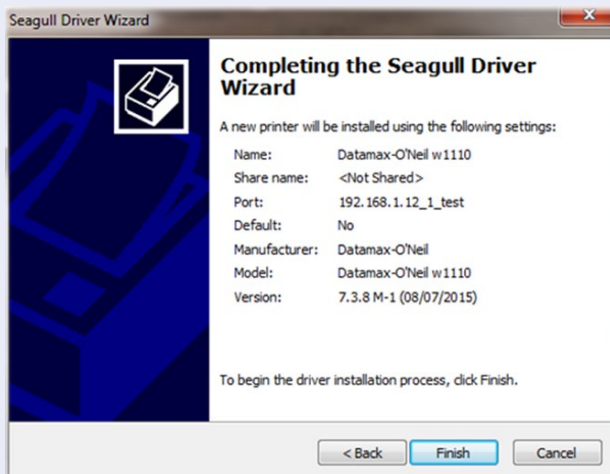 Seagull Driver Wizard
Completing the Seagull Driver
Wizard
A new printer will be installed using the following settings:
Name: Datamax-O'Neil w1110
Share name: <Not Shared>
Port: 192.168.1.12_1_test
Default: No
Manufacturer: Datamax-O'Neil
Model: Datamax-O'Neil w1110
Version: 7.3.8 M-1 (08/07/2015)
To begin the driver installation process, click Finish.
< Back Finish Cancel